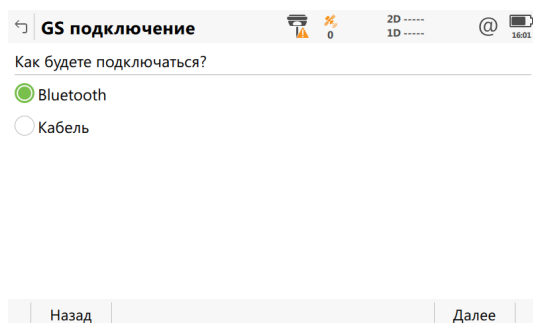 GS подключение
0
2D -----
1D -----
@
16:01
Как будете подключаться?
Bluetooth
Кабель
Назад
Далее